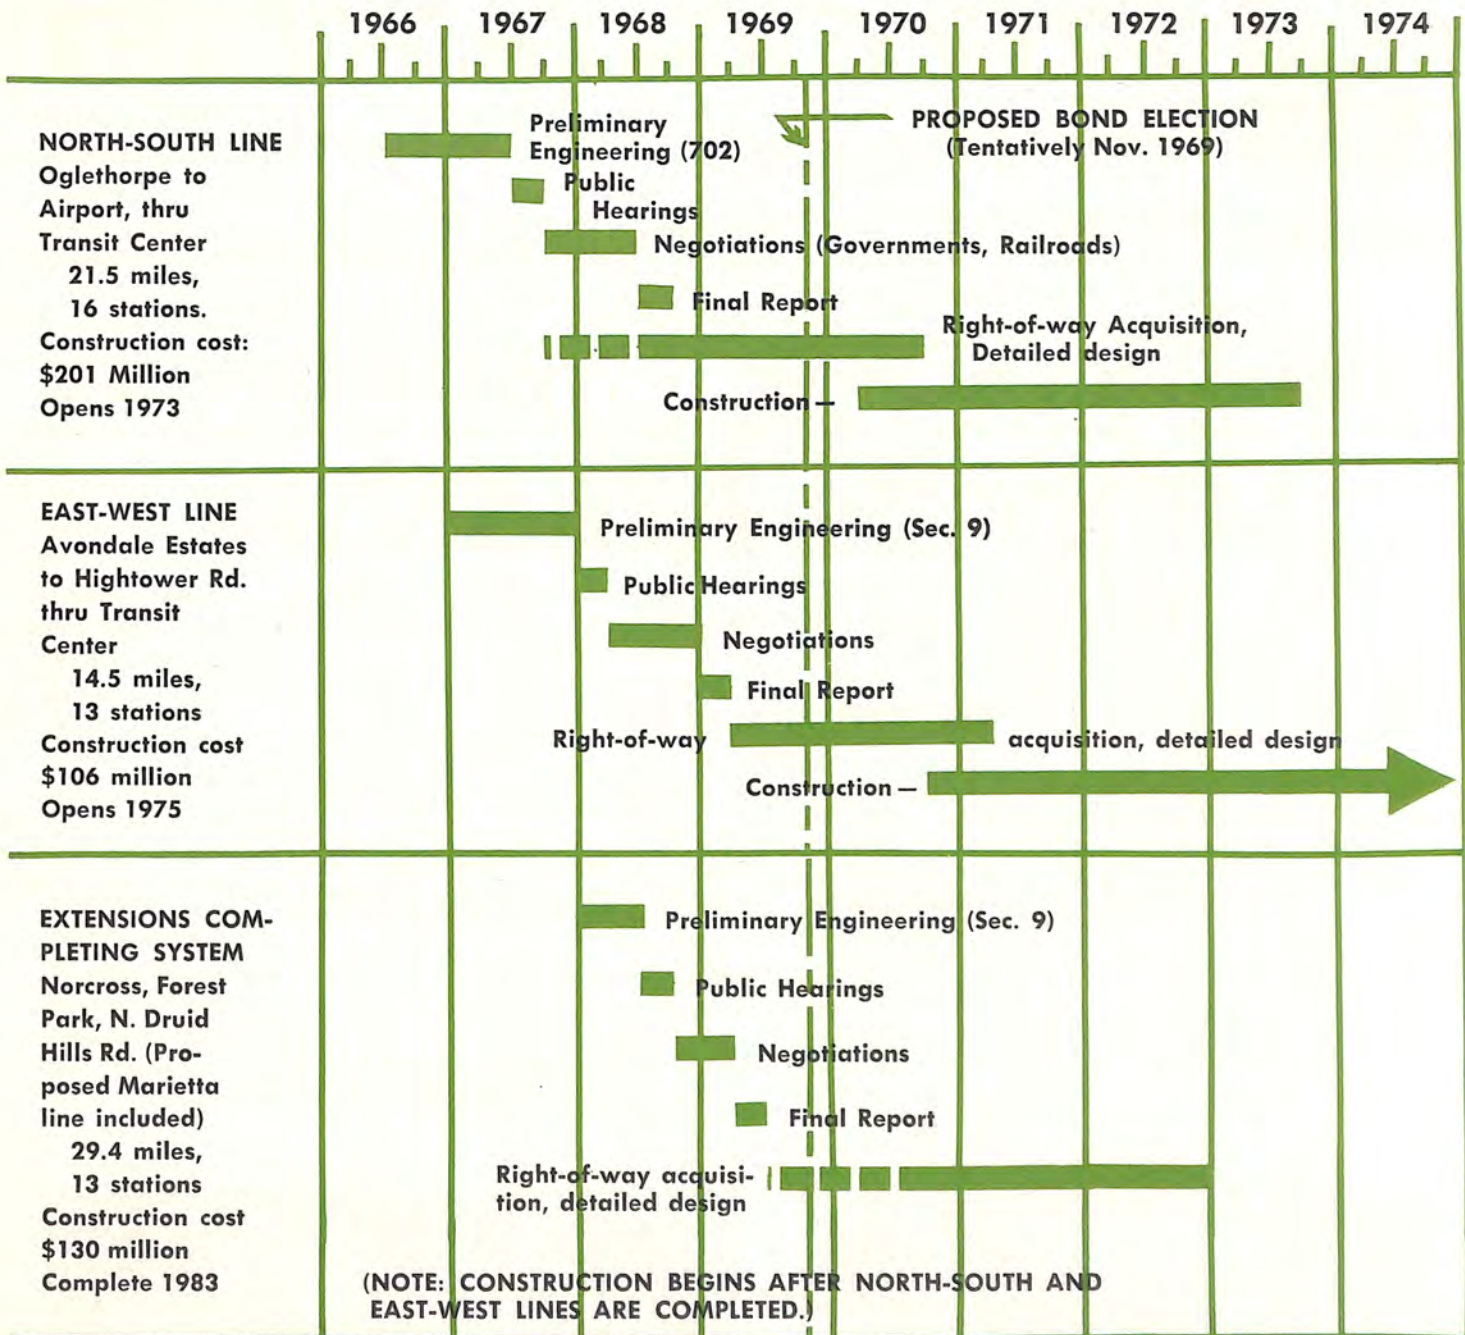 1966 1967 1968 1969 1970 1971 1972 1973 1974
PROPOSED BOND ELECTION
(Tentatively Nov. 1969)
NORTH-SOUTH LINE
Oglethorpe to
Airport, thru
Transit Center
21.5 miles,
16 stations.
Construction cost:
$201 Million
Opens 1973
Preliminary
Engineering (702)
Public
Hearings
Negotiations (Governments, Railroads)
Final Report
Right-of-way Acquisition,
Detailed design
Construction —
EAST-WEST LINE
Avondale Estates
to Hightower Rd.
thru Transit
Center
14.5 miles,
13 stations
Construction cost
$106 million
Opens 1975
Preliminary Engineering (Sec. 9)
Public Hearings
Negotiations
Final Report
Right-of-way acquisition, detailed design
Construction —
EXTENSIONS COM-
PLETING SYSTEM
Norcross, Forest
Park, N. Druid
Hills Rd. (Pro-
posed Marietta
line included)
29.4 miles,
13 stations
Construction cost
$130 million
Complete 1983
Preliminary Engineering (Sec. 9)
Public Hearings
Negotiations
Final Report
Right-of-way acquisi-
tion, detailed design
(NOTE: CONSTRUCTION BEGINS AFTER NORTH-SOUTH AND
EAST-WEST LINES ARE COMPLETED.)